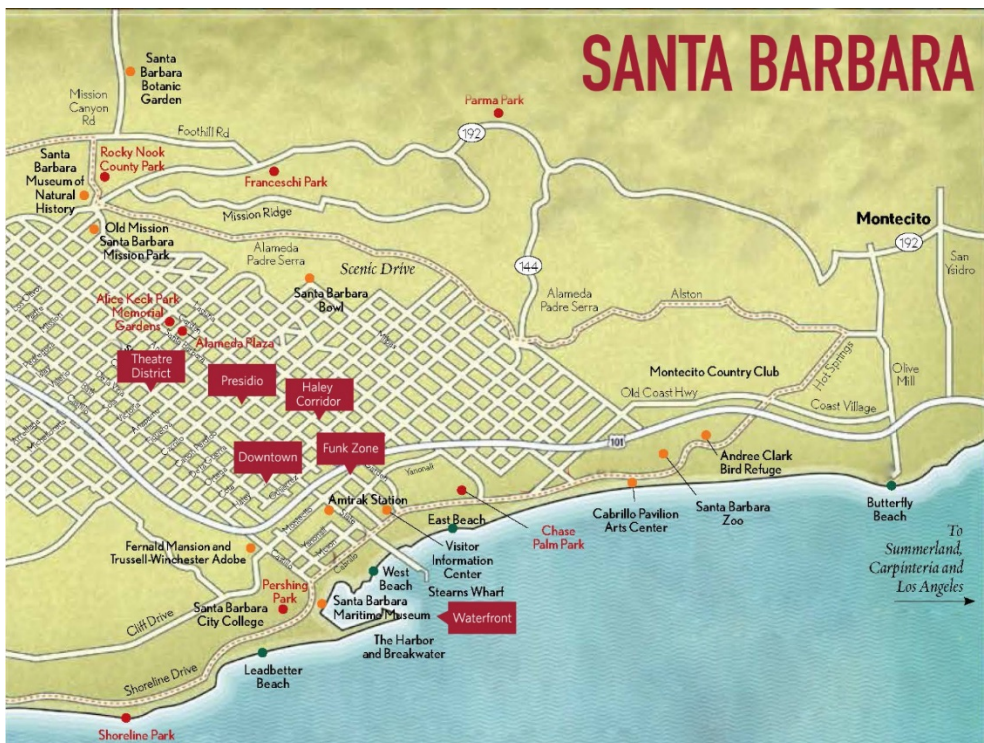 SANTA BARBARA
Santa
Barbara
Botanic
Garden
Mission
Canyon
Rd
Foothill Rd
Parma Park
192
Santa
Barbara
Museum of
Natural
History
Rocky Nook
County Park
Franceschi Park
Mission Ridge
Old Mission
Santa Barbara
Mission Park
Alameda
Padre Serra
Scenic Drive
Santa Barbara
Bowl
144
Alameda
Padre Serra
Alston
Montecito
192
San
Ysidro
Alice Keck Park
Memorial
Gardens
Alameda Plaza
Theatre
District
Presidio
Haley
Corridor
Montecito Country Club
Old Coast Hwy
Hot Springs
Olive
Mill
Coast Village
101
Downtown
Funk Zone
Yanonali
Andree Clark
Bird Refuge
Santa Barbara
Zoo
Cabrillo Pavilion
Arts Center
Butterfly
Beach
Amtrak Station
East Beach
Chase
Palm Park
Visitor
Information
Center
Fernald Mansion and
Trussell-Winchester Adobe
Montecito
Castillo
Cabrillo
West
Beach
Stearns Wharf
Pershing
Park
Santa Barbara
City College
Santa Barbara
Maritime Museum
Waterfront
The Harbor
and Breakwater
Cliff Drive
Leadbetter
Beach
Shoreline Drive
Shoreline Park
To
Summerland,
Carpinteria and
Los Angeles